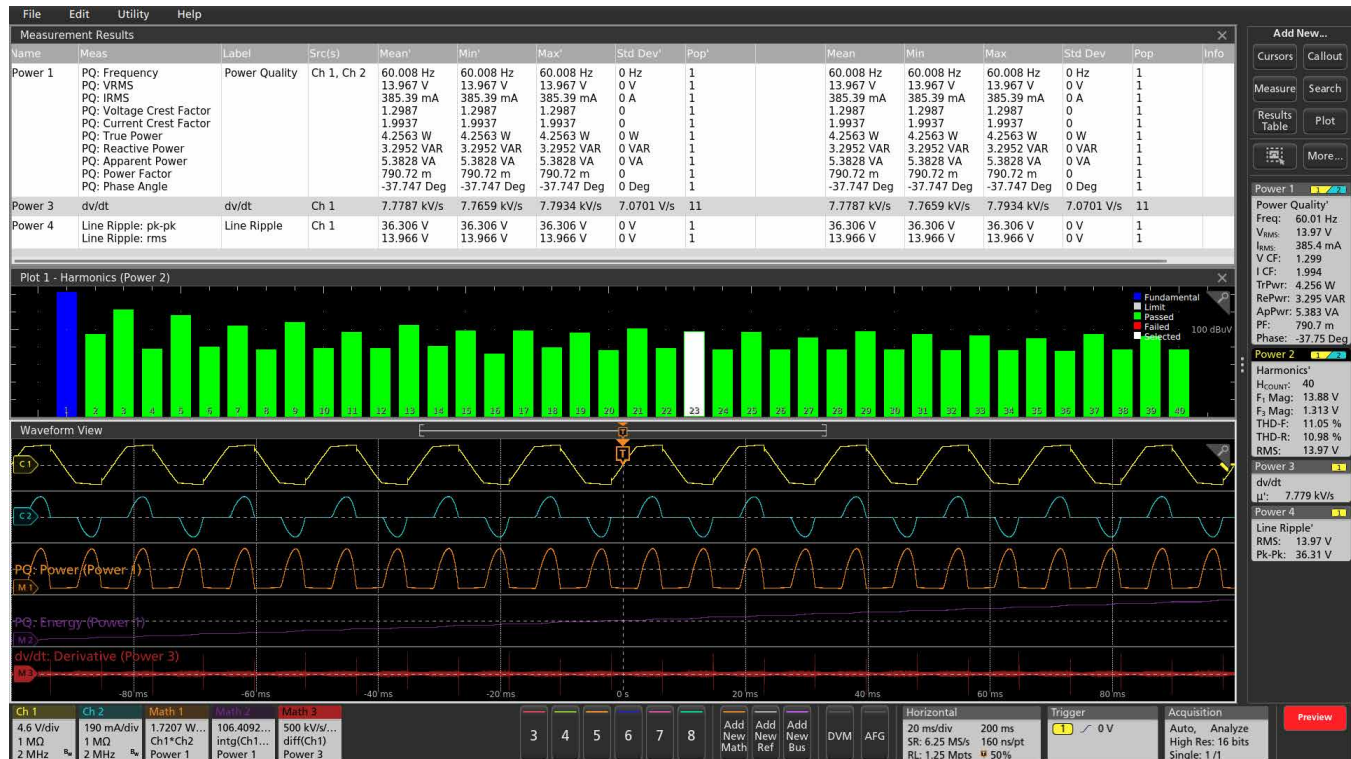 File Edit Utility Help
Measurement Results
Name Meas Label Src(s) Mean' Min' Max' Std Dev' Pop' Mean Min Max Std Dev Pop Info
Power 1 PQ: Frequency Power Quality Ch 1, Ch 2 60.008 Hz 60.008 Hz 60.008 Hz 0 Hz 1 60.008 Hz 60.008 Hz 60.008 Hz 0 Hz 1
PQ: VRMS 13.967 V 13.967 V 13.967 V 0 V 1 13.967 V 13.967 V 13.967 V 0 V 1
PQ: IRMS 385.39 mA 385.39 mA 385.39 mA 0 A 1 385.39 mA 385.39 mA 385.39 mA 0 A 1
PQ: Voltage Crest Factor 1.2987 1.2987 1.2987 0 1 1.2987 1.2987 1.2987 0 1
PQ: Current Crest Factor 1.9937 1.9937 1.9937 0 1 1.9937 1.9937 1.9937 0 1
PQ: True Power 4.2563 W 4.2563 W 4.2563 W 0 W 1 4.2563 W 4.2563 W 4.2563 W 0 W 1
PQ: Reactive Power 3.2952 VAR 3.2952 VAR 3.2952 VAR 0 VAR 1 3.2952 VAR 3.2952 VAR 3.2952 VAR 0 VAR 1
PQ: Apparent Power 5.3828 VA 5.3828 VA 5.3828 VA 0 VA 1 5.3828 VA 5.3828 VA 5.3828 VA 0 VA 1
PQ: Power Factor 790.72 m 790.72 m 790.72 m 0 1 790.72 m 790.72 m 790.72 m 0 1
PQ: Phase Angle -37.747 Deg -37.747 Deg -37.747 Deg 0 Deg 1 -37.747 Deg -37.747 Deg -37.747 Deg 0 Deg 1
Power 3 dv/dt dv/dt Ch 1 7.7787 kV/s 7.7659 kV/s 7.7934 kV/s 7.0701 V/s 11 7.7787 kV/s 7.7659 kV/s 7.7934 kV/s 7.0701 V/s 11
Power 4 Line Ripple: pk-pk Line Ripple Ch 1 36.306 V 36.306 V 36.306 V 0 V 1 36.306 V 36.306 V 36.306 V 0 V 1
Line Ripple: rms 13.966 V 13.966 V 13.966 V 0 V 1 13.966 V 13.966 V 13.966 V 0 V 1
Plot 1 - Harmonics (Power 2)
Fundamental
Limit
Passed
Failed
Selected
100 dBuV
1 2 3 4 5 6 7 8 9 10 11 12 13 14 15 16 17 18 19 20 21 22 23 24 25 26 27 28 29 30 31 32 33 34 35 36 37 38 39 40
Waveform View
T
T
C 1
C 2
PQ: Power (Power 1)
M 1
PQ: Energy (Power 1)
M 2
dv/dt: Derivative (Power 3)
M 3
-80 ms -60 ms -40 ms -20 ms 0 s 20 ms 40 ms 60 ms 80 ms
Add New...
Cursors Callout
Measure Search
Results Table Plot
More...
Power 1 1 2
Power Quality'
Freq: 60.01 Hz
VRMS: 13.97 V
IRMS: 385.4 mA
V CF: 1.299
I CF: 1.994
TrPwr: 4.256 W
RePwr: 3.295 VAR
ApPwr: 5.383 VA
PF: 790.7 m
Phase: -37.75 Deg
Power 2 1 2
Harmonics'
HCOUNT: 40
F1 Mag: 13.88 V
F3 Mag: 1.313 V
THD-F: 11.05 %
THD-R: 10.98 %
RMS: 13.97 V
Power 3 1
dv/dt
µ': 7.779 kV/s
Power 4 1
Line Ripple'
RMS: 13.97 V
Pk-Pk: 36.31 V
Ch 1
4.6 V/div
1 MΩ
2 MHz Bw
Ch 2
190 mA/div
1 MΩ
2 MHz Bw
Math 1
1.7207 W...
Ch1*Ch2
Power 1
Math 2
106.4092...
intg(Ch1...
Power 1
Math 3
500 kV/s/...
diff(Ch1)
Power 3
3 4 5 6 7 8
Add New Math
Add New Ref
Add New Bus
DVM AFG
Horizontal
20 ms/div 200 ms
SR: 6.25 MS/s 160 ns/pt
RL: 1.25 Mpts 50%
Trigger
1 0 V
Acquisition
Auto, Analyze
High Res: 16 bits
Single: 1 /1
Preview